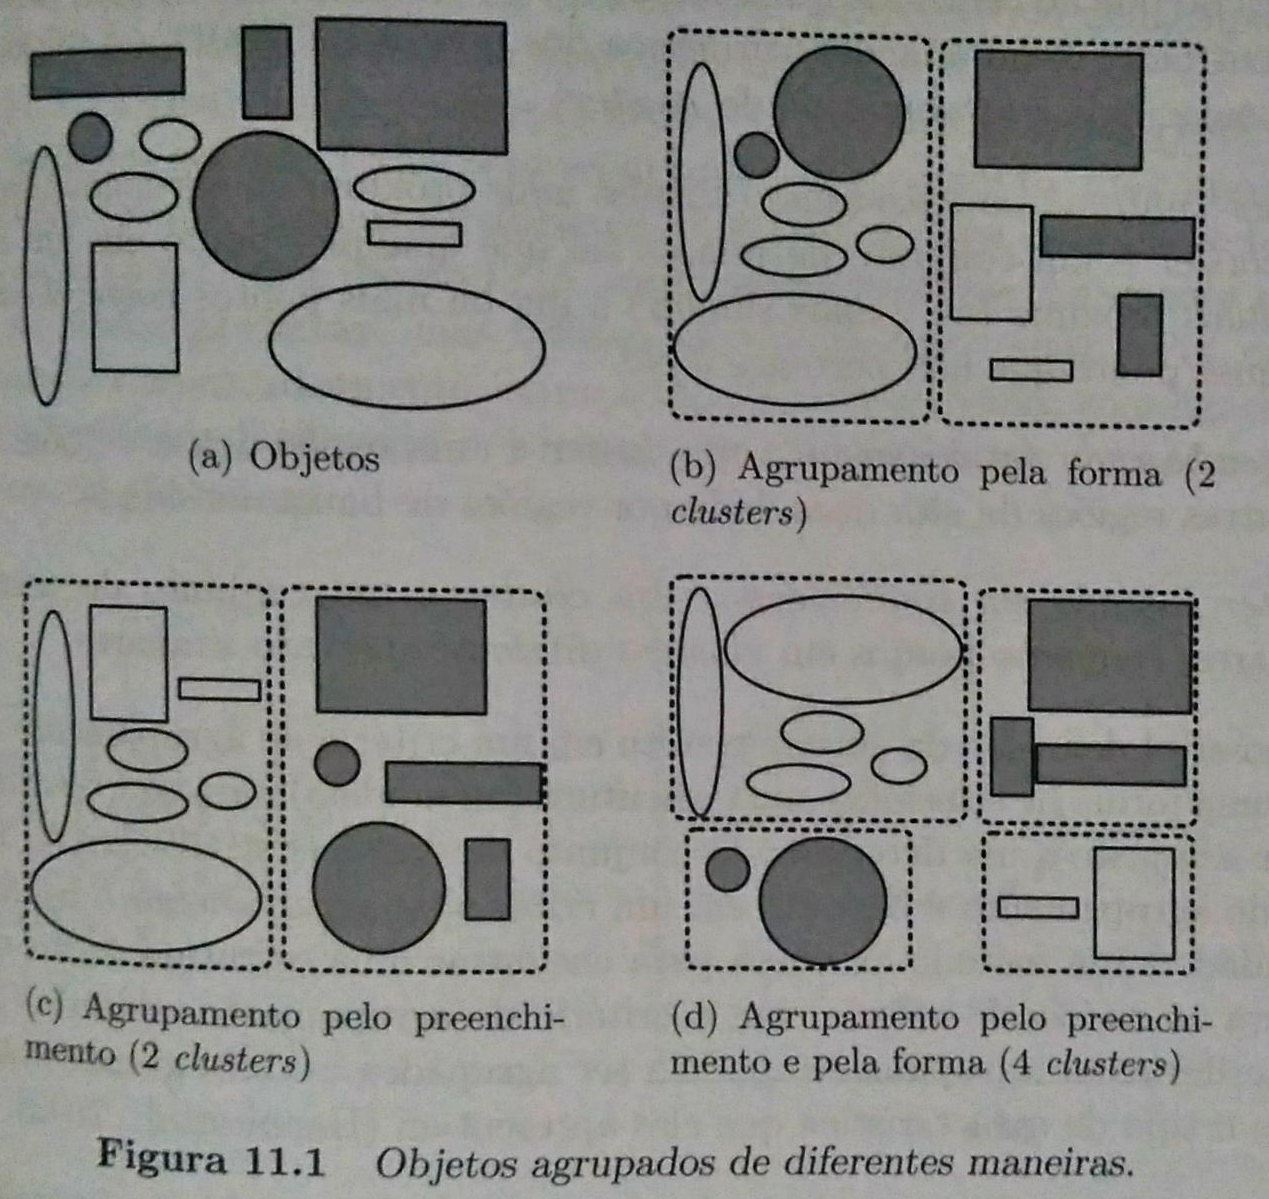 (a) Objetos
(b) Agrupamento pela forma (2
clusters)
(c) Agrupamento pelo preenchi-
mento (2 clusters)
(d) Agrupamento pelo preenchi-
mento e pela forma (4 clusters)
Figura 11.1 Objetos agrupados de diferentes maneiras.